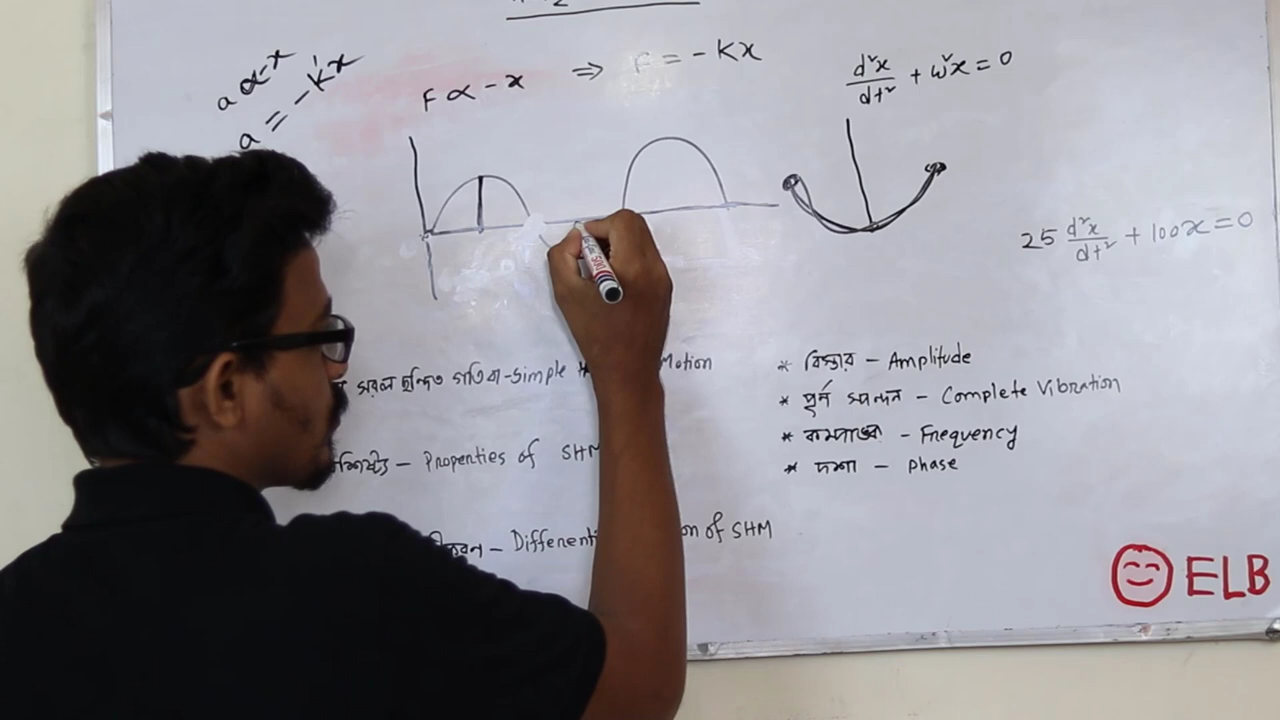 a α -x
a = -kx
F α -x ⇒ F = -Kx
d²x/dt² + ω²x = 0
25 d²x/dt² + 100x = 0
সরল ছন্দিত গতি বা -Simple Motion
* বিস্তার - Amplitude
* পূর্ন স্পন্দন - Complete Vibration
* কম্পাঙ্ক - Frequency
* দশা - phase
- Properties of SHM
- Differenti on of SHM
ELB